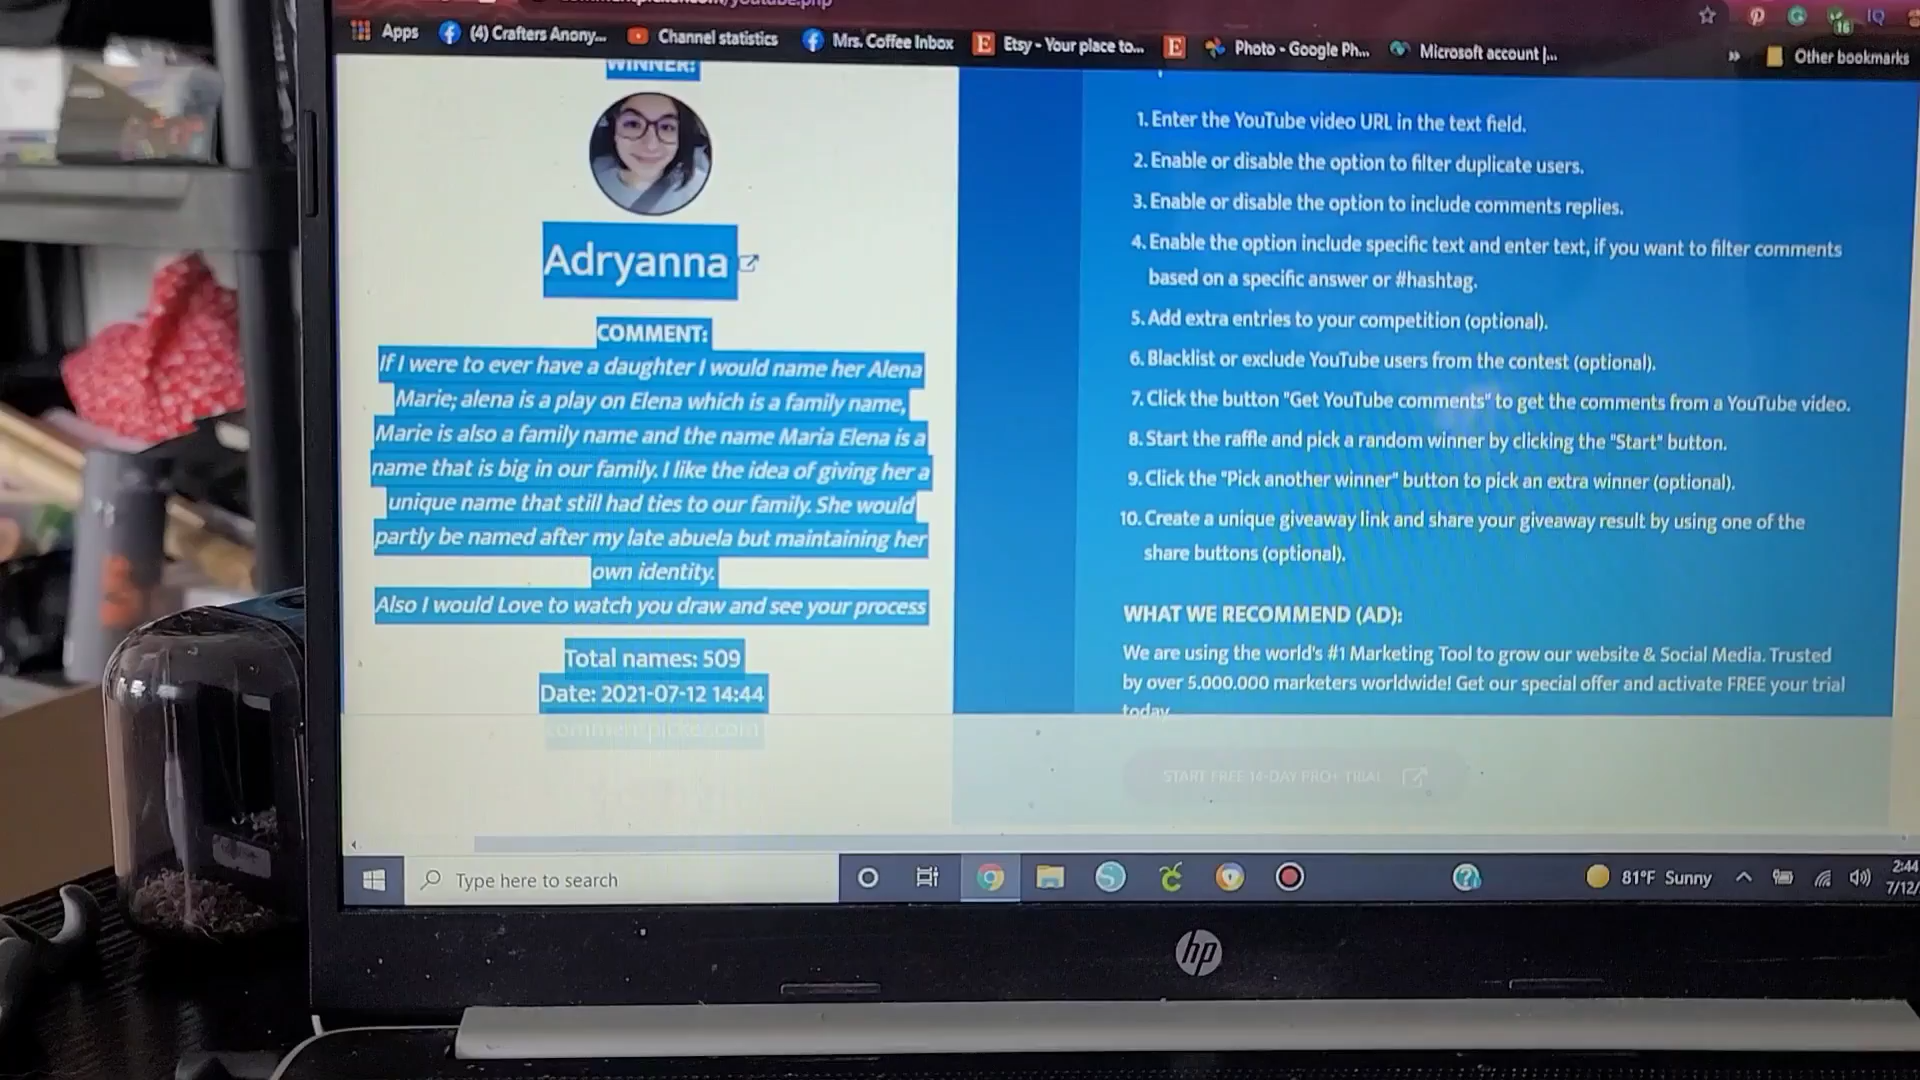 Apps
(4) Crafters Anony...
Channel statistics
Mrs. Coffee Inbox
Etsy - Your place to...
Photo - Google Ph...
Microsoft account |...
»
Other bookmarks
WINNER:
Adryanna
COMMENT:
If I were to ever have a daughter I would name her Alena
Marie; alena is a play on Elena which is a family name,
Marie is also a family name and the name Maria Elena is a
name that is big in our family. I like the idea of giving her a
unique name that still had ties to our family. She would
partly be named after my late abuela but maintaining her
own identity.
Also I would Love to watch you draw and see your process
Total names: 509
Date: 2021-07-12 14:44
commentpicker.com
1. Enter the YouTube video URL in the text field.
2. Enable or disable the option to filter duplicate users.
3. Enable or disable the option to include comments replies.
4. Enable the option include specific text and enter text, if you want to filter comments
based on a specific answer or #hashtag.
5. Add extra entries to your competition (optional).
6. Blacklist or exclude YouTube users from the contest (optional).
7. Click the button "Get YouTube comments" to get the comments from a YouTube video.
8. Start the raffle and pick a random winner by clicking the "Start" button.
9. Click the "Pick another winner" button to pick an extra winner (optional).
10. Create a unique giveaway link and share your giveaway result by using one of the
share buttons (optional).
WHAT WE RECOMMEND (AD):
We are using the world's #1 Marketing Tool to grow our website & Social Media. Trusted
by over 5.000.000 marketers worldwide! Get our special offer and activate FREE your trial
today
START FREE 14-DAY PRO+ TRIAL
Type here to search
81°F Sunny
2:44
7/12/
hp